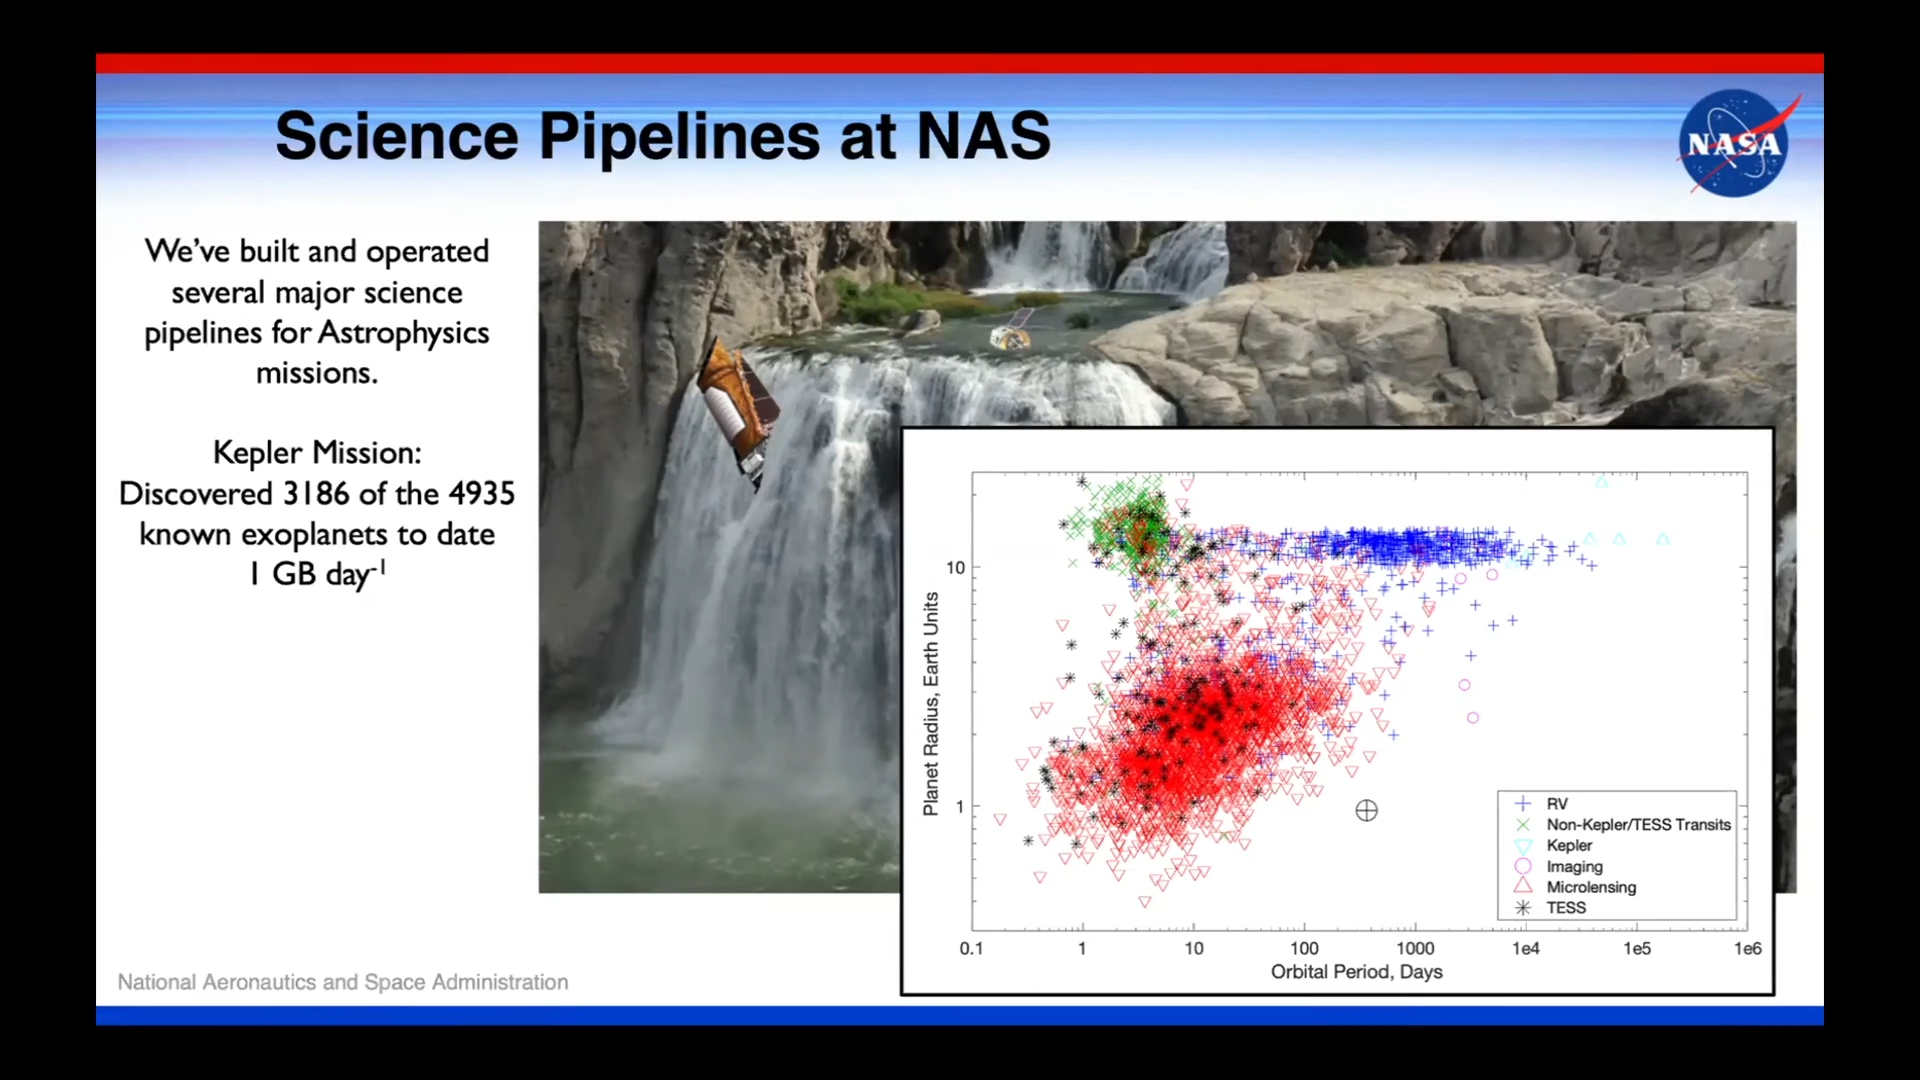 Science Pipelines at NAS
NASA
We've built and operated
several major science
pipelines for Astrophysics
missions.
Kepler Mission:
Discovered 3186 of the 4935
known exoplanets to date
1 GB day⁻¹
10
1
Planet Radius, Earth Units
RV
Non-Kepler/TESS Transits
Kepler
Imaging
Microlensing
TESS
0.1 1 10 100 1000 1e4 1e5 1e6
Orbital Period, Days
National Aeronautics and Space Administration